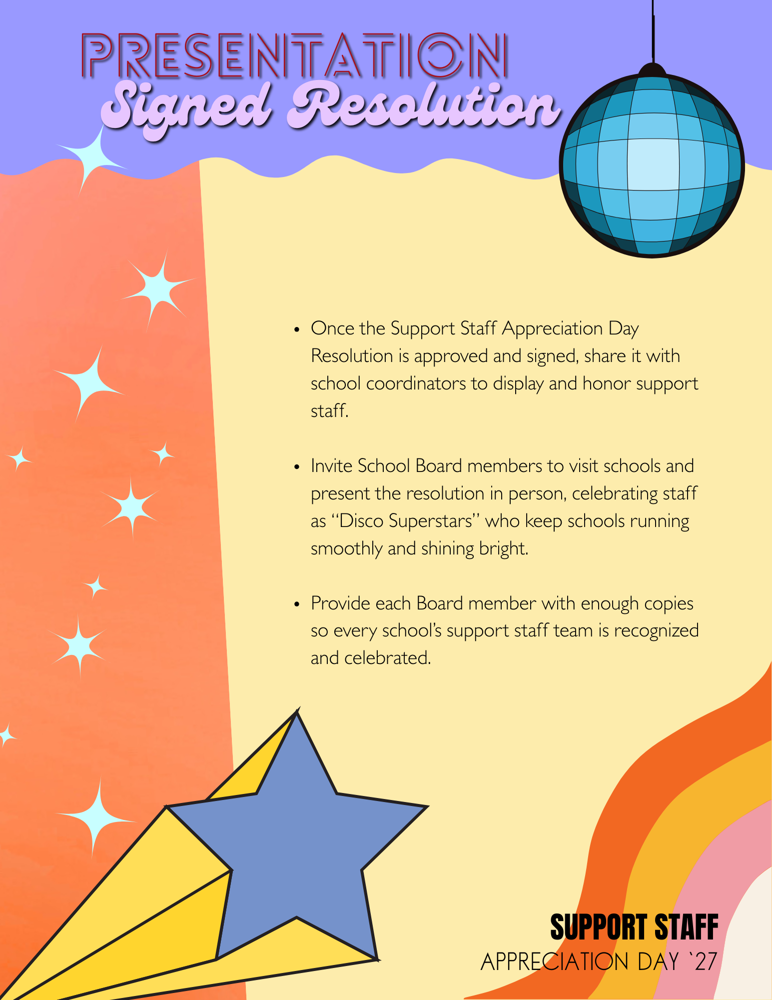 PRESENTATION
Signed Resolution
• Once the Support Staff Appreciation Day
Resolution is approved and signed, share it with
school coordinators to display and honor support
staff.
• Invite School Board members to visit schools and
present the resolution in person, celebrating staff
as “Disco Superstars” who keep schools running
smoothly and shining bright.
• Provide each Board member with enough copies
so every school’s support staff team is recognized
and celebrated.
SUPPORT STAFF
APPRECIATION DAY `27